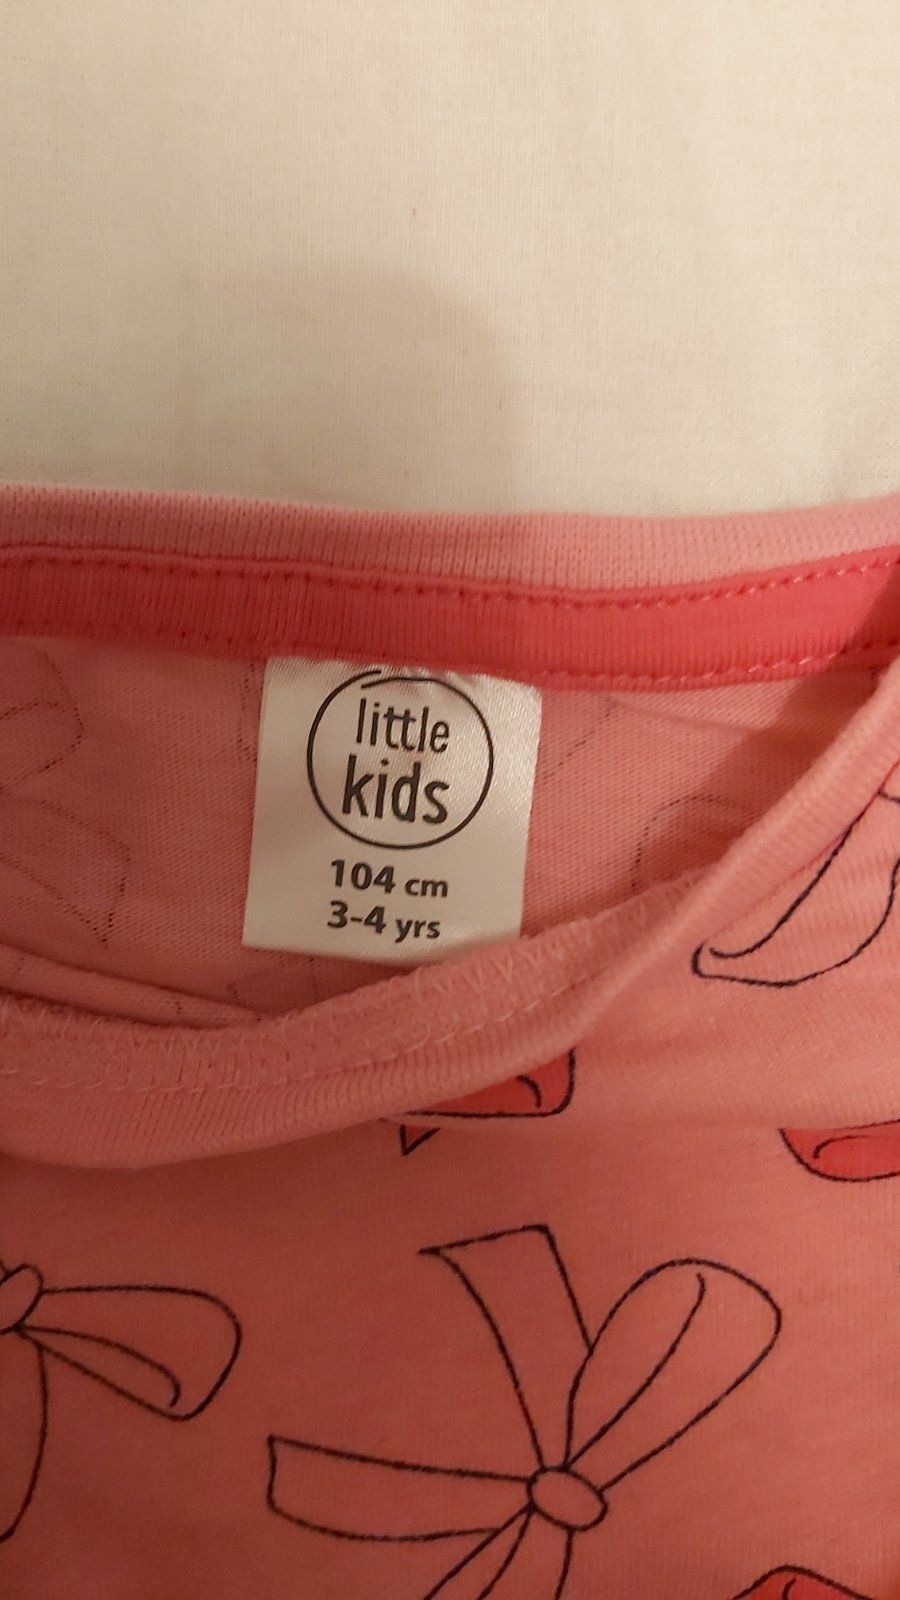 little
kids
104 cm
3-4 yrs